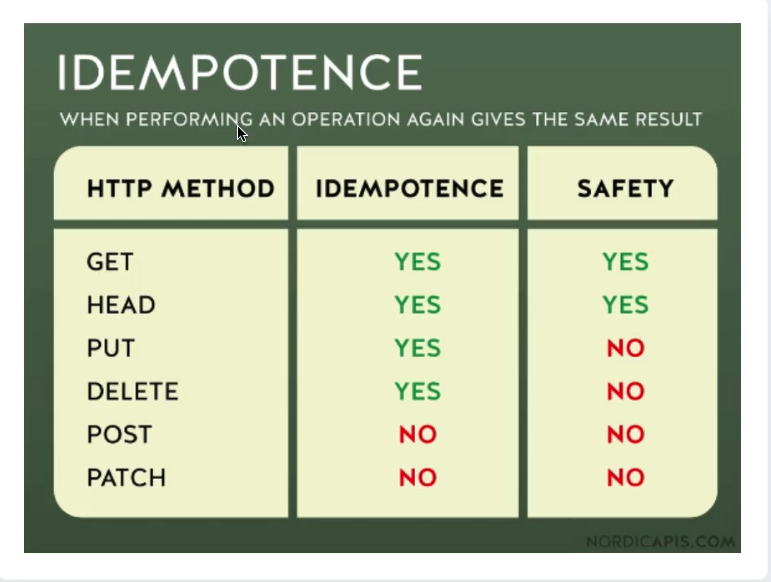 IDEMPOTENCE
WHEN PERFORMING AN OPERATION AGAIN GIVES THE SAME RESULT
HTTP METHOD IDEMPOTENCE SAFETY
GET YES YES
HEAD YES YES
PUT YES NO
DELETE YES NO
POST NO NO
PATCH NO NO
NORDICAPIS.COM